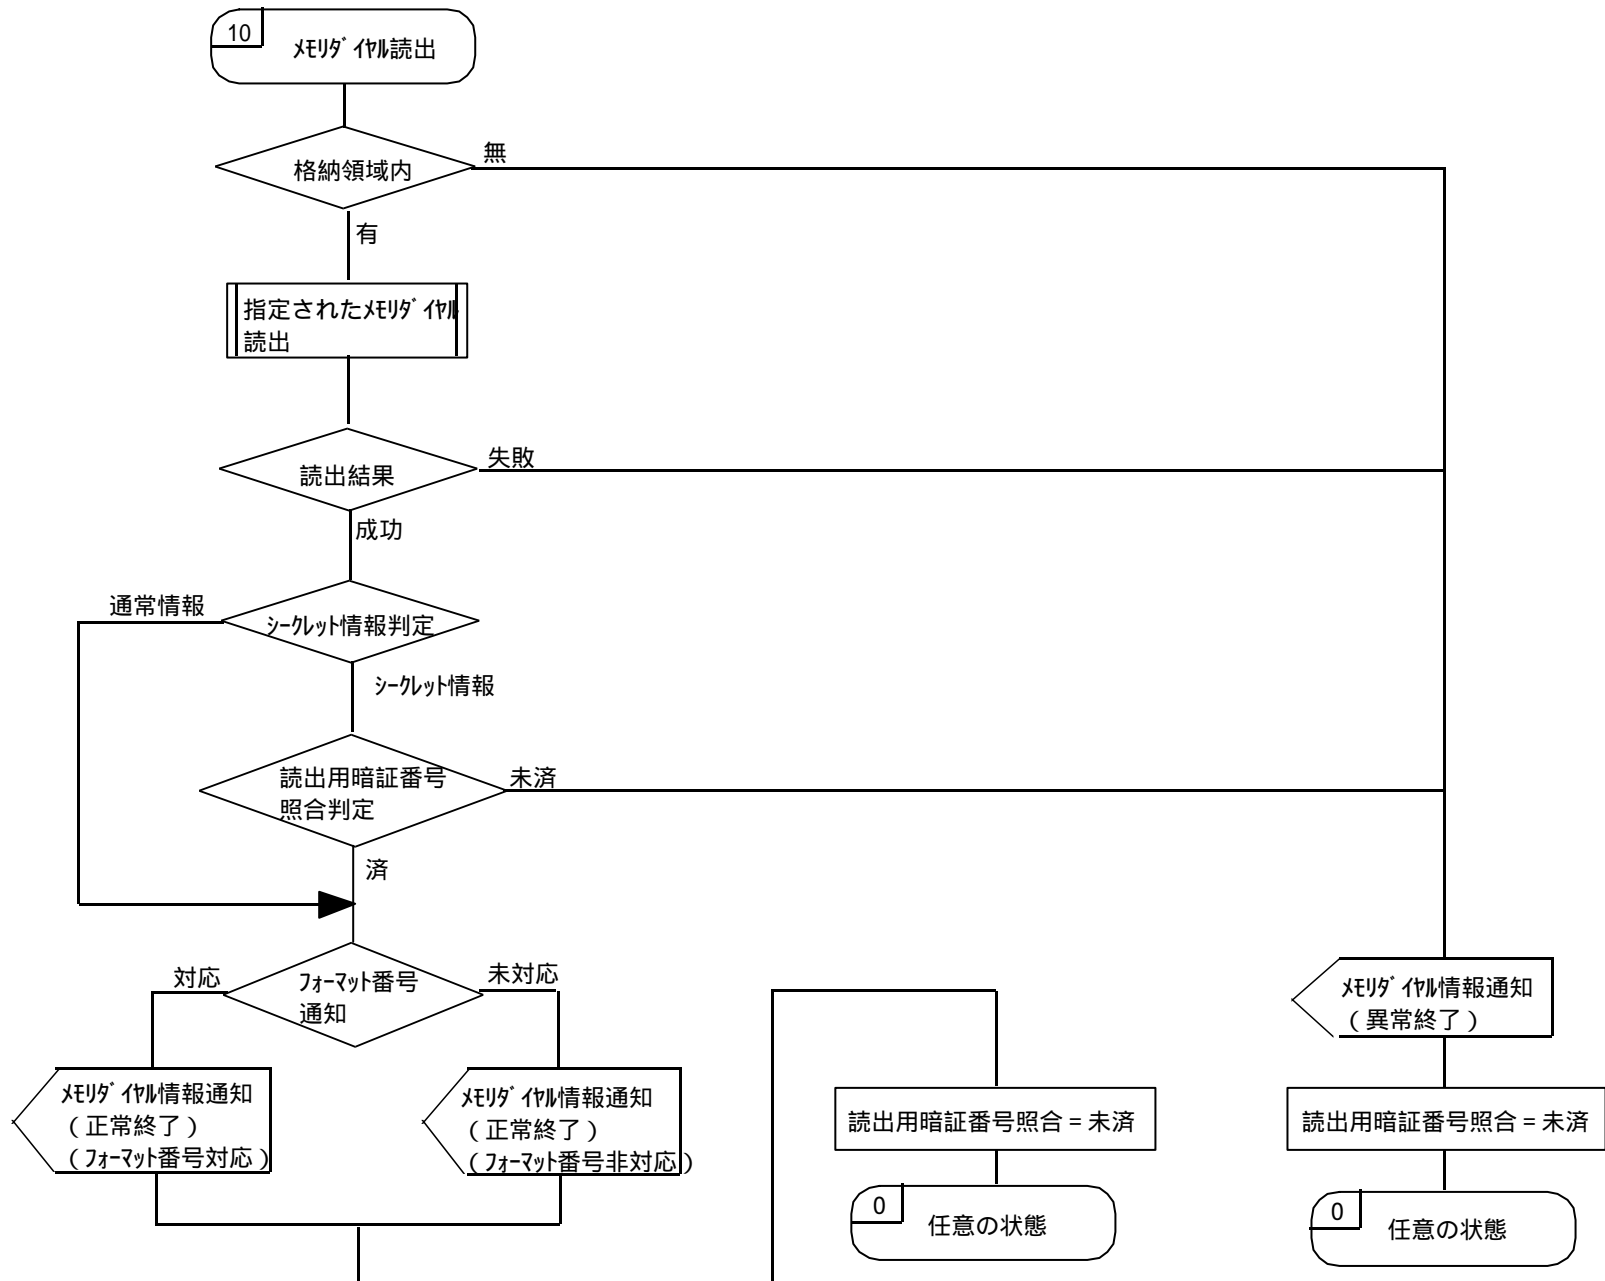 10
ﾒﾓﾘﾀﾞｲﾔﾙ読出
格納領域内
無
有
指定されたﾒﾓﾘﾀﾞｲﾔﾙ
読出
読出結果
失敗
成功
通常情報
ｼｰｸﾚｯﾄ情報判定
ｼｰｸﾚｯﾄ情報
読出用暗証番号
照合判定
未済
済
対応
ﾌｫｰﾏｯﾄ番号
通知
未対応
ﾒﾓﾘﾀﾞｲﾔﾙ情報通知
（異常終了）
ﾒﾓﾘﾀﾞｲﾔﾙ情報通知
（正常終了）
（ﾌｫｰﾏｯﾄ番号対応）
ﾒﾓﾘﾀﾞｲﾔﾙ情報通知
（正常終了）
（ﾌｫｰﾏｯﾄ番号非対応）
読出用暗証番号照合 = 未済
読出用暗証番号照合 = 未済
0
任意の状態
0
任意の状態